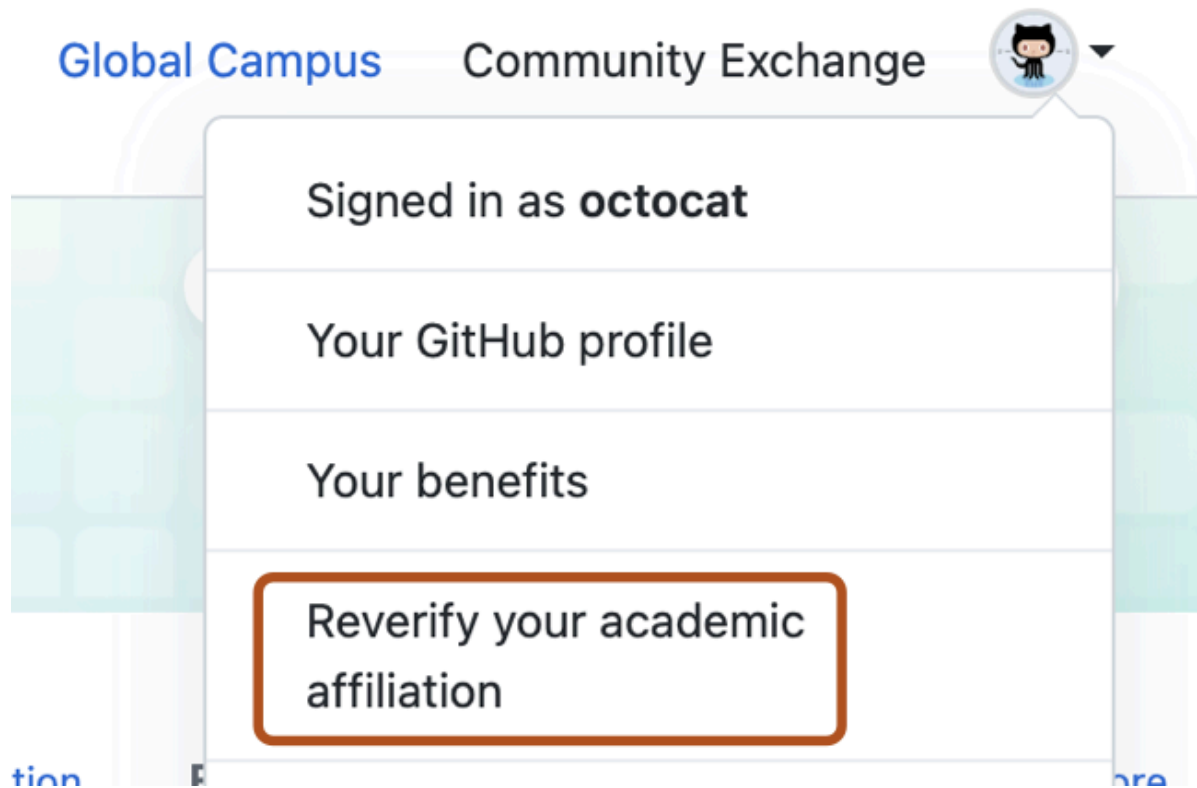 Global Campus Community Exchange
Signed in as octocat
Your GitHub profile
Your benefits
Reverify your academic
affiliation